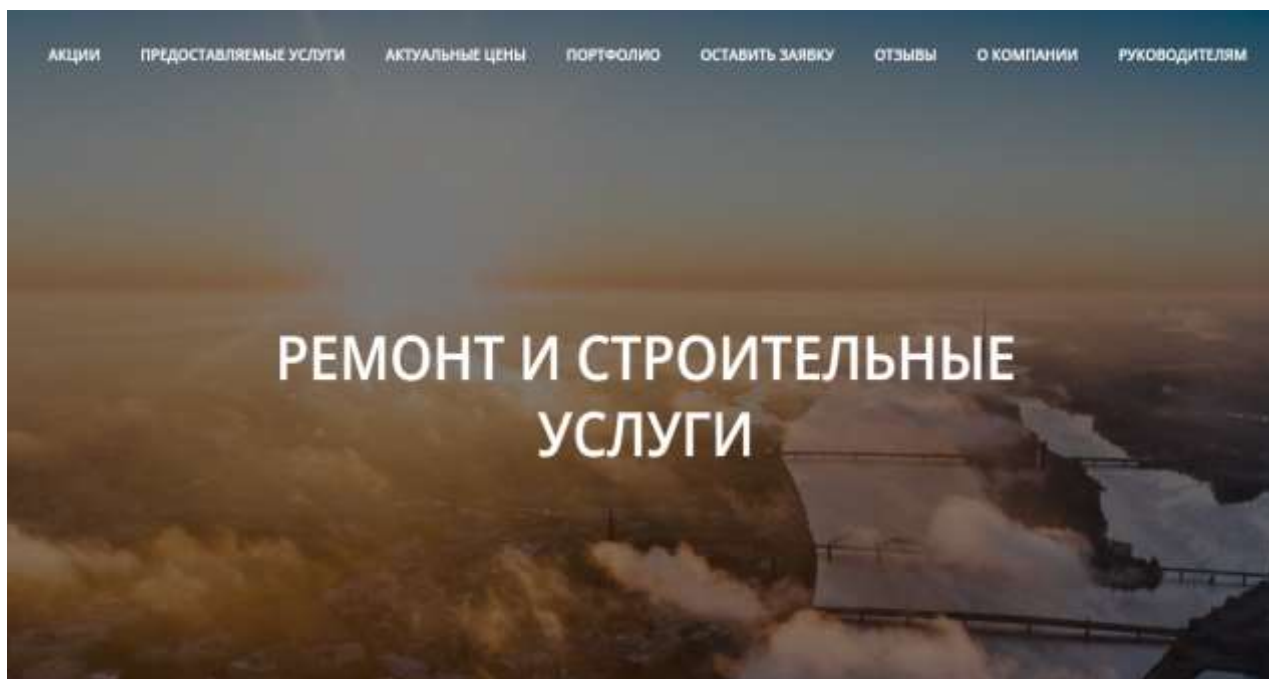 АКЦИИ ПРЕДОСТАВЛЯЕМЫЕ УСЛУГИ АКТУАЛЬНЫЕ ЦЕНЫ ПОРТФОЛИО ОСТАВИТЬ ЗАЯВКУ ОТЗЫВЫ О КОМПАНИИ РУКОВОДИТЕЛЯМ
РЕМОНТ И СТРОИТЕЛЬНЫЕ
УСЛУГИ